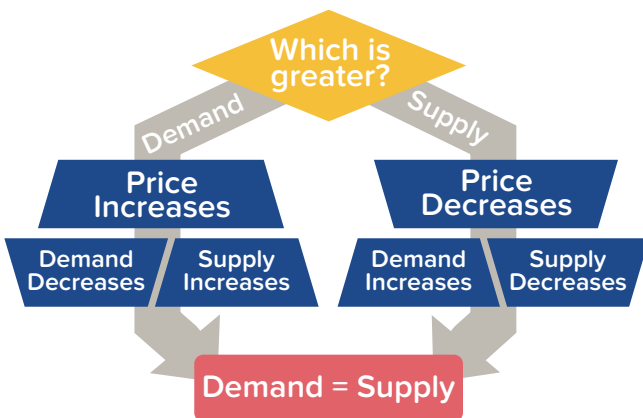 Which is
greater?
Demand
Supply
Price
Increases
Price
Decreases
Demand
Decreases
Supply
Increases
Demand
Increases
Supply
Decreases
Demand = Supply